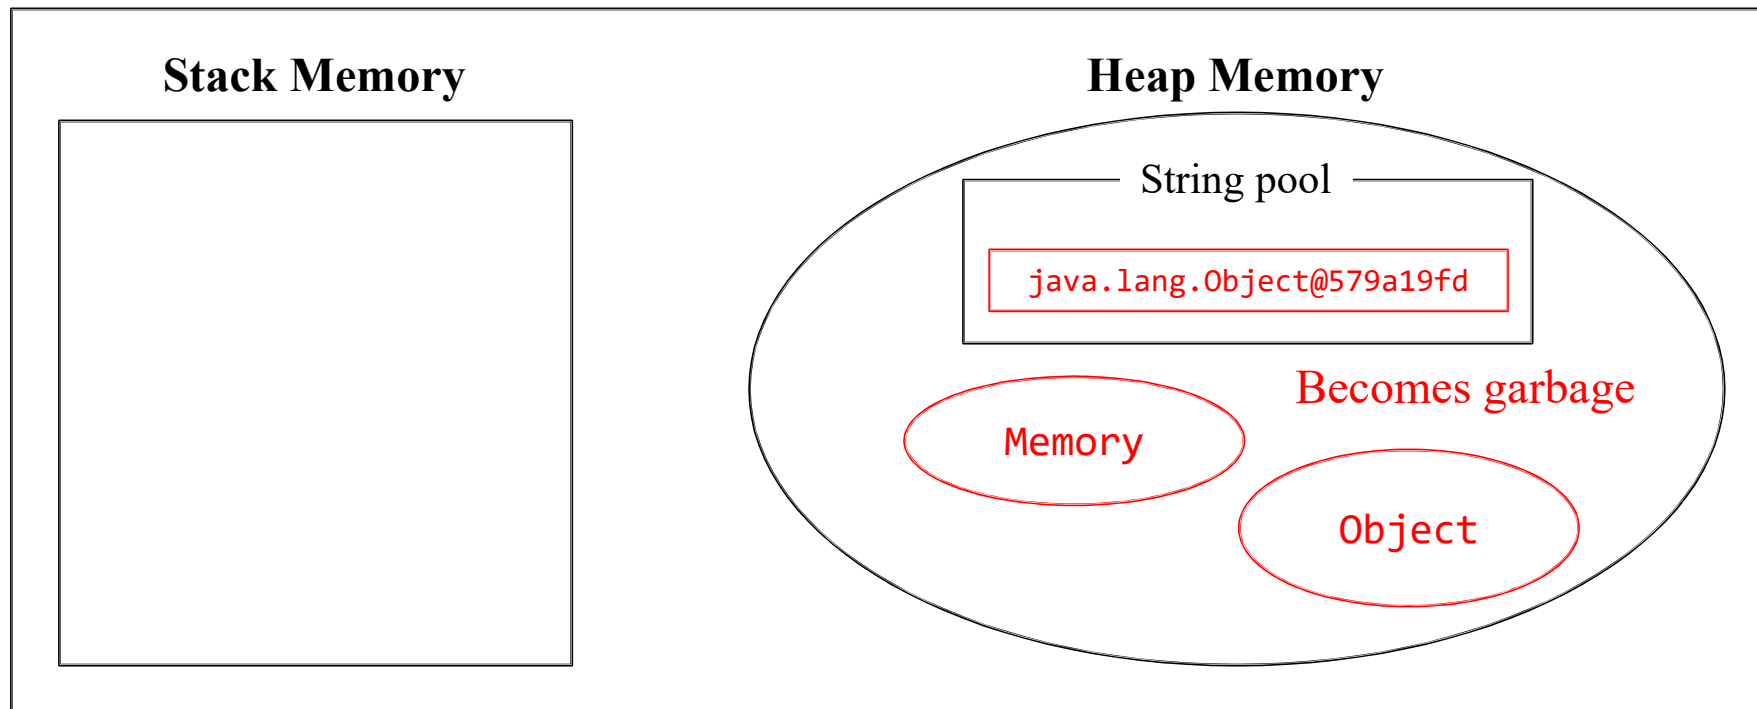 Stack Memory
Heap Memory
String pool
java.lang.Object@579a19fd
Becomes garbage
Memory
Object